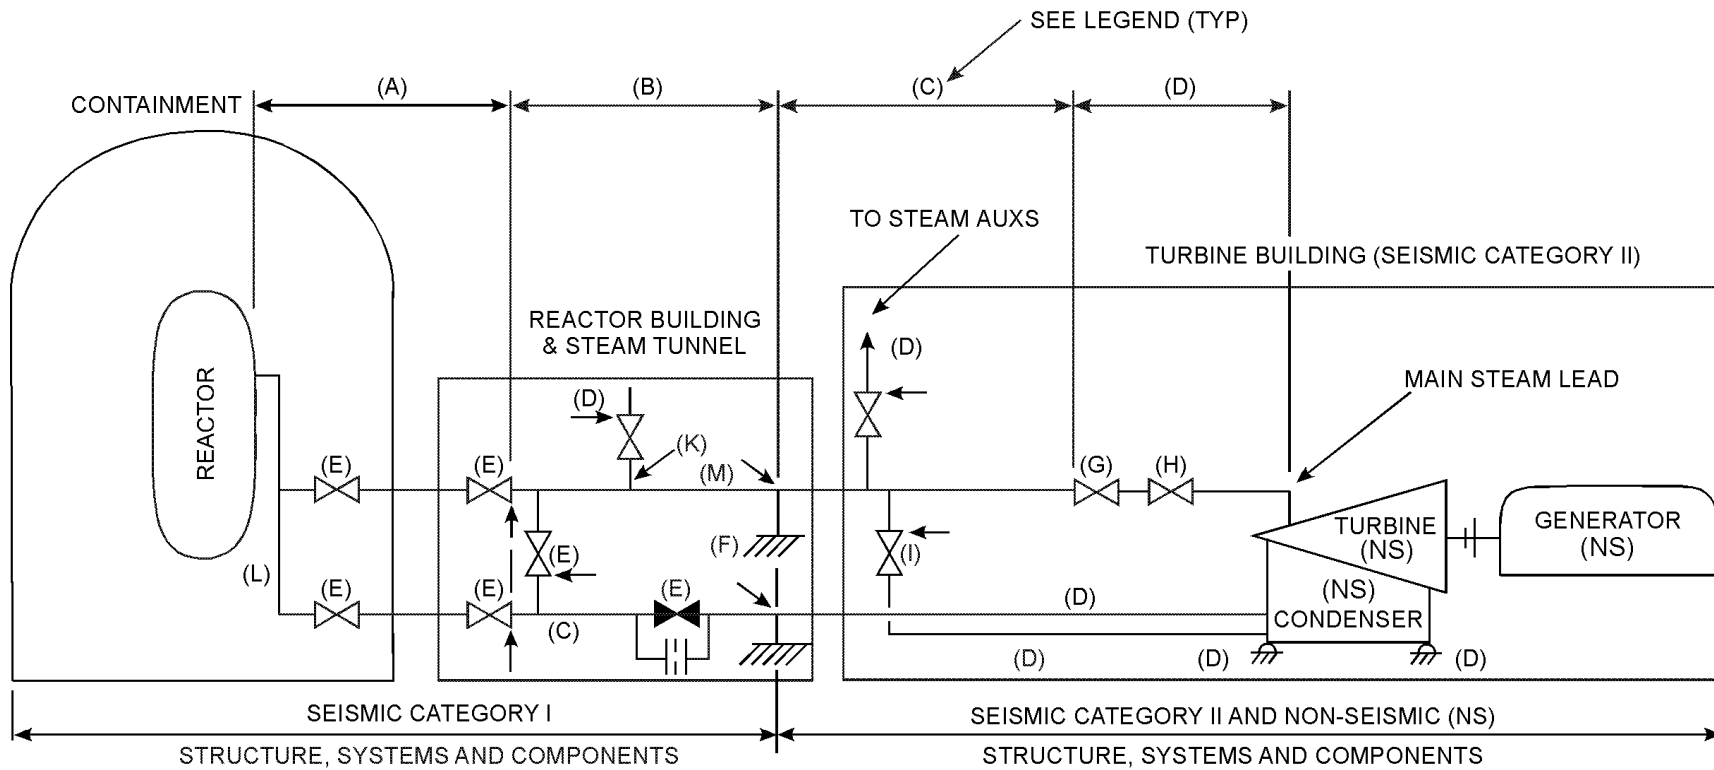 SEE LEGEND (TYP)
(A)
(B)
(C)
(D)
CONTAINMENT
TO STEAM AUXS
TURBINE BUILDING (SEISMIC CATEGORY II)
REACTOR BUILDING
& STEAM TUNNEL
(D)
MAIN STEAM LEAD
(D)
REACTOR
(K)
(E)
(E)
(M)
(G)
(H)
TURBINE
(NS)
GENERATOR
(NS)
(F)
(E)
(I)
(L)
(E)
(E)
(E)
(D)
(NS)
CONDENSER
(C)
(D)
(D)
(D)
SEISMIC CATEGORY I
STRUCTURE, SYSTEMS AND COMPONENTS
SEISMIC CATEGORY II AND NON-SEISMIC (NS)
STRUCTURE, SYSTEMS AND COMPONENTS